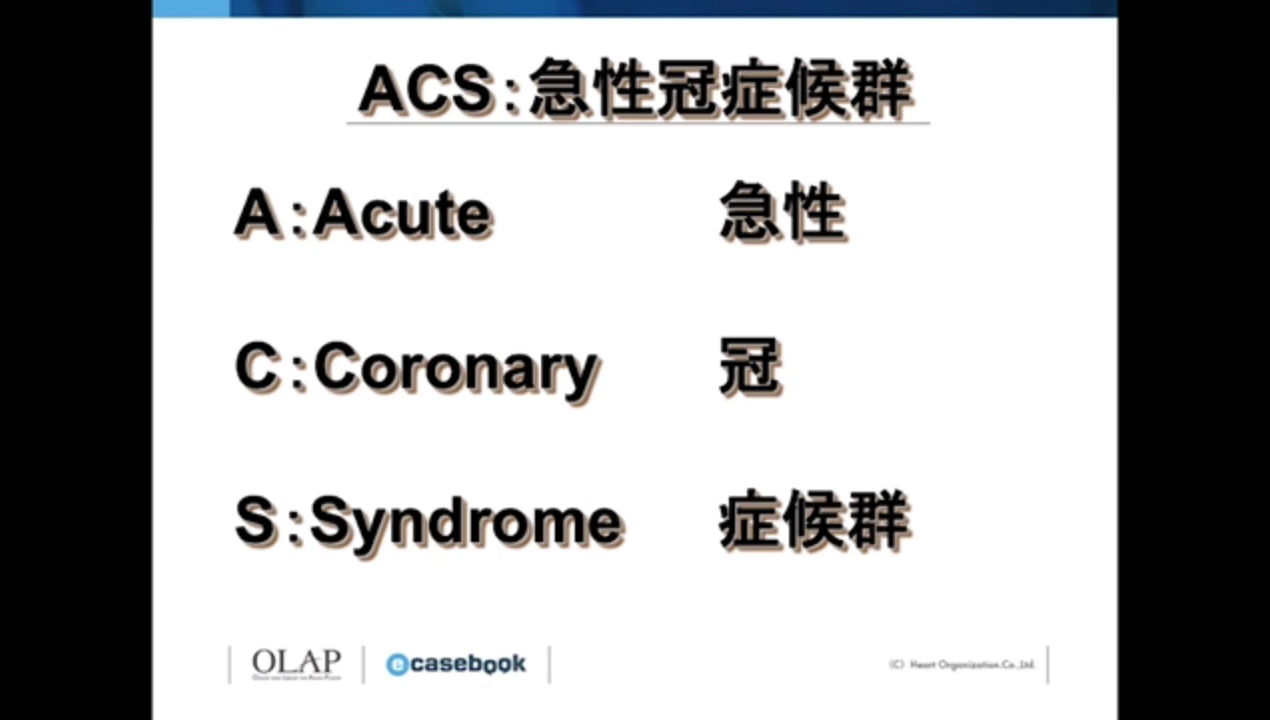 ACS：急性冠症候群
A：Acute 急性
C：Coronary 冠
S：Syndrome 症候群
OLAP
ecasebook
(C) Heart Organization.Co.,Ltd.